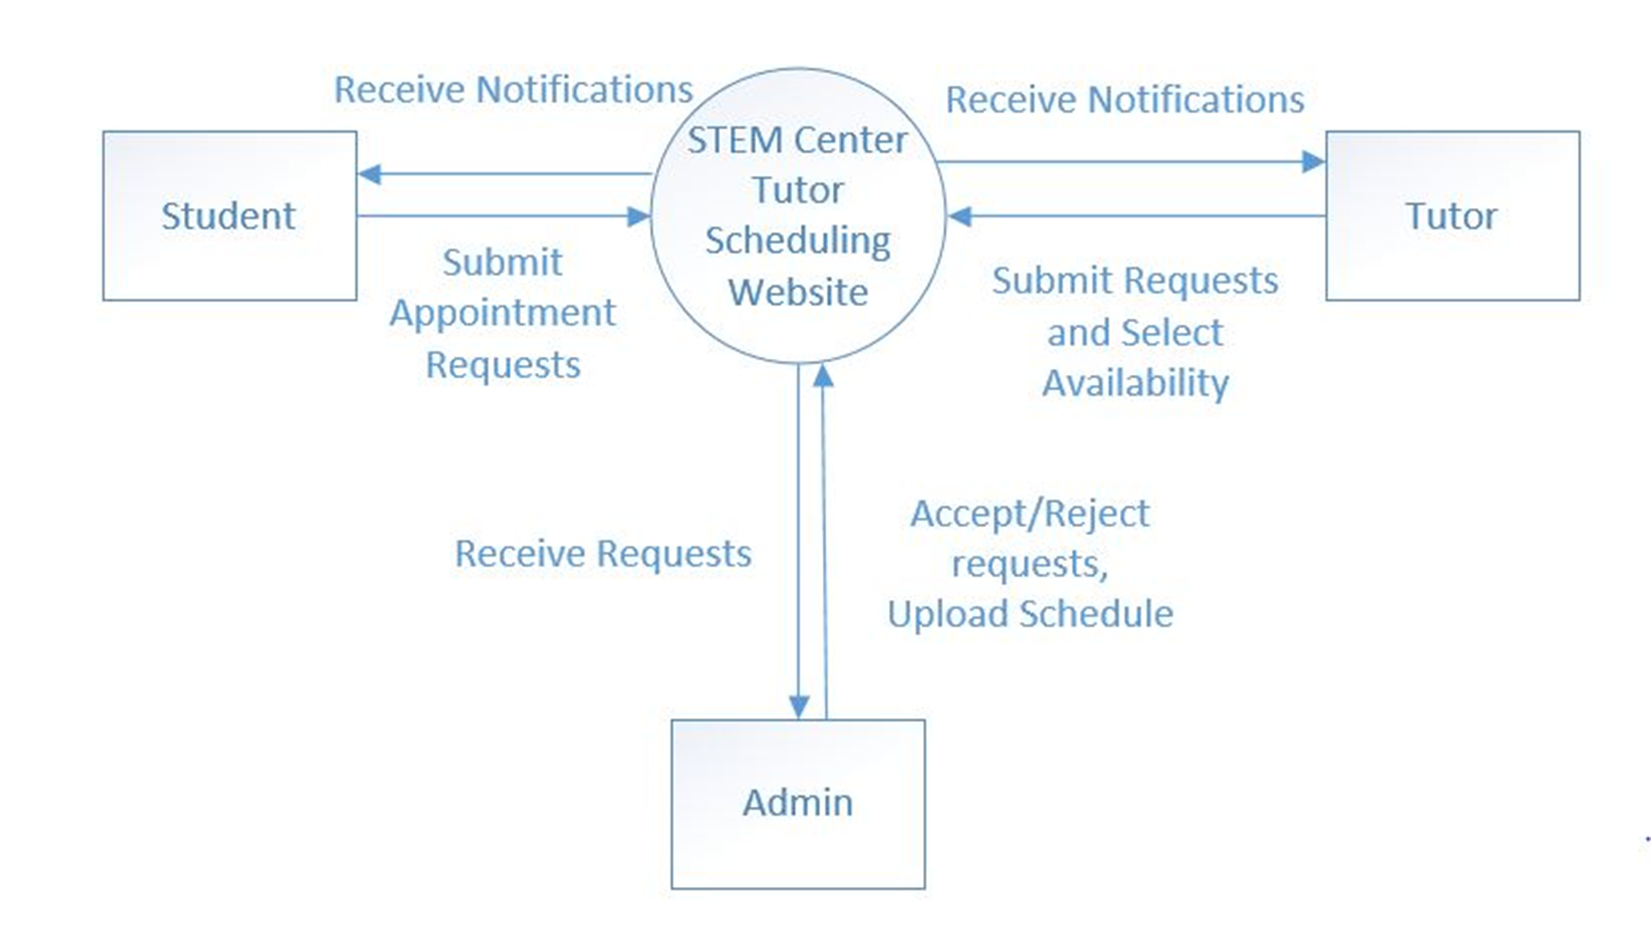 Receive Notifications
Receive Notifications
STEM Center
Tutor
Scheduling
Website
Student
Tutor
Submit
Appointment
Requests
Submit Requests
and Select
Availability
Receive Requests
Accept/Reject
requests,
Upload Schedule
Admin